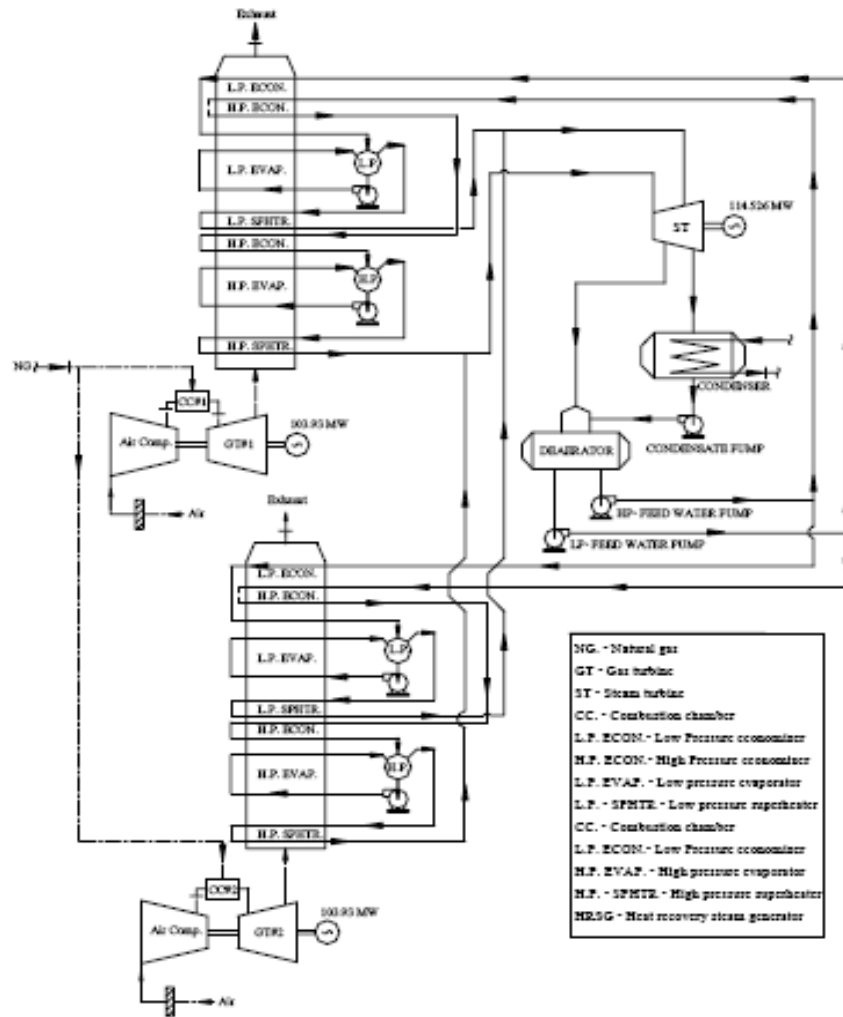 Exhaust
L.P. ECON.
H.P. ECON.
L.P. EVAP.
L.P
L.P. SPHTR.
H.P. ECON.
H.P. EVAP.
H.P
H.P. SPHTR.
114.526 MW
ST
CONDENSER
CONDENSATE PUMP
DEAERATOR
HP- FEED WATER PUMP
LP- FEED WATER PUMP
NG
CC#1
Air Comp.
GT#1
103.93 MW
Air
Exhaust
L.P. ECON.
H.P. ECON.
L.P. EVAP.
L.P
L.P. SPHTR.
H.P. ECON.
H.P. EVAP.
H.P
H.P. SPHTR.
CC#2
Air Comp.
GT#2
103.93 MW
Air
NG. - Natural gas
GT - Gas turbine
ST - Steam turbine
CC. - Combustion chamber
L.P. ECON.- Low Pressure economizer
H.P. ECON.- High Pressure economizer
L.P. EVAP. - Low pressure evaporator
L.P. - SPHTR. - Low pressure superheater
CC. - Combustion chamber
L.P. ECON.- Low Pressure economizer
H.P. EVAP. - High pressure evaporator
H.P. - SPHTR. - High pressure superheater
HRSG - Heat recovery steam generator